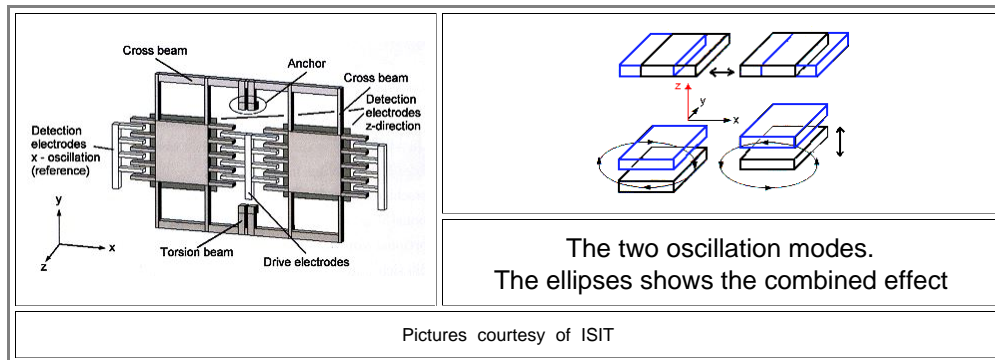 Cross beam
Anchor
Cross beam
Detection
electrodes
z-direction
Detection
electrodes
x - oscillation
(reference)
y
x
z
Torsion beam
Drive electrodes
z
y
x
The two oscillation modes.
The ellipses shows the combined effect
Pictures courtesy of ISIT